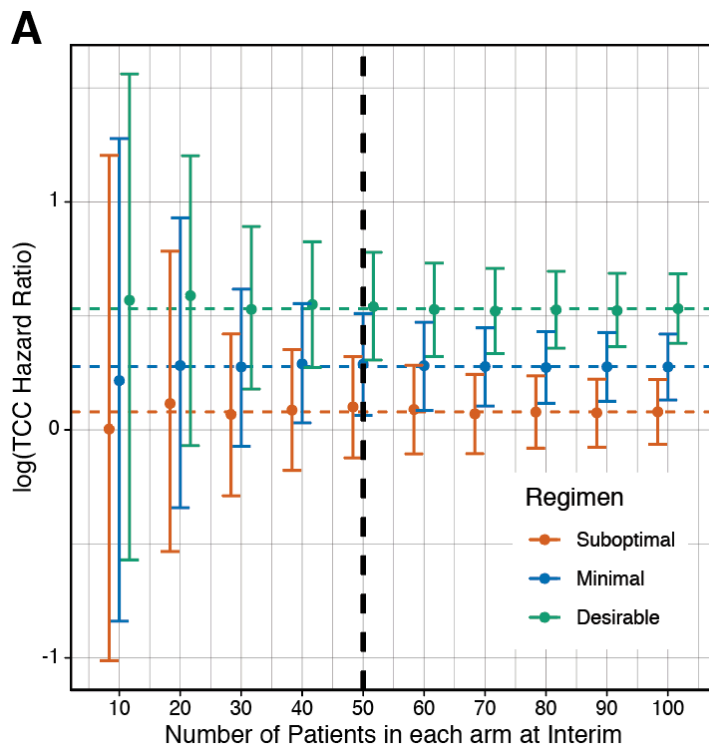 A
log(TCC Hazard Ratio)
1
0
-1
Regimen
Suboptimal
Minimal
Desirable
10 20 30 40 50 60 70 80 90 100
Number of Patients in each arm at Interim